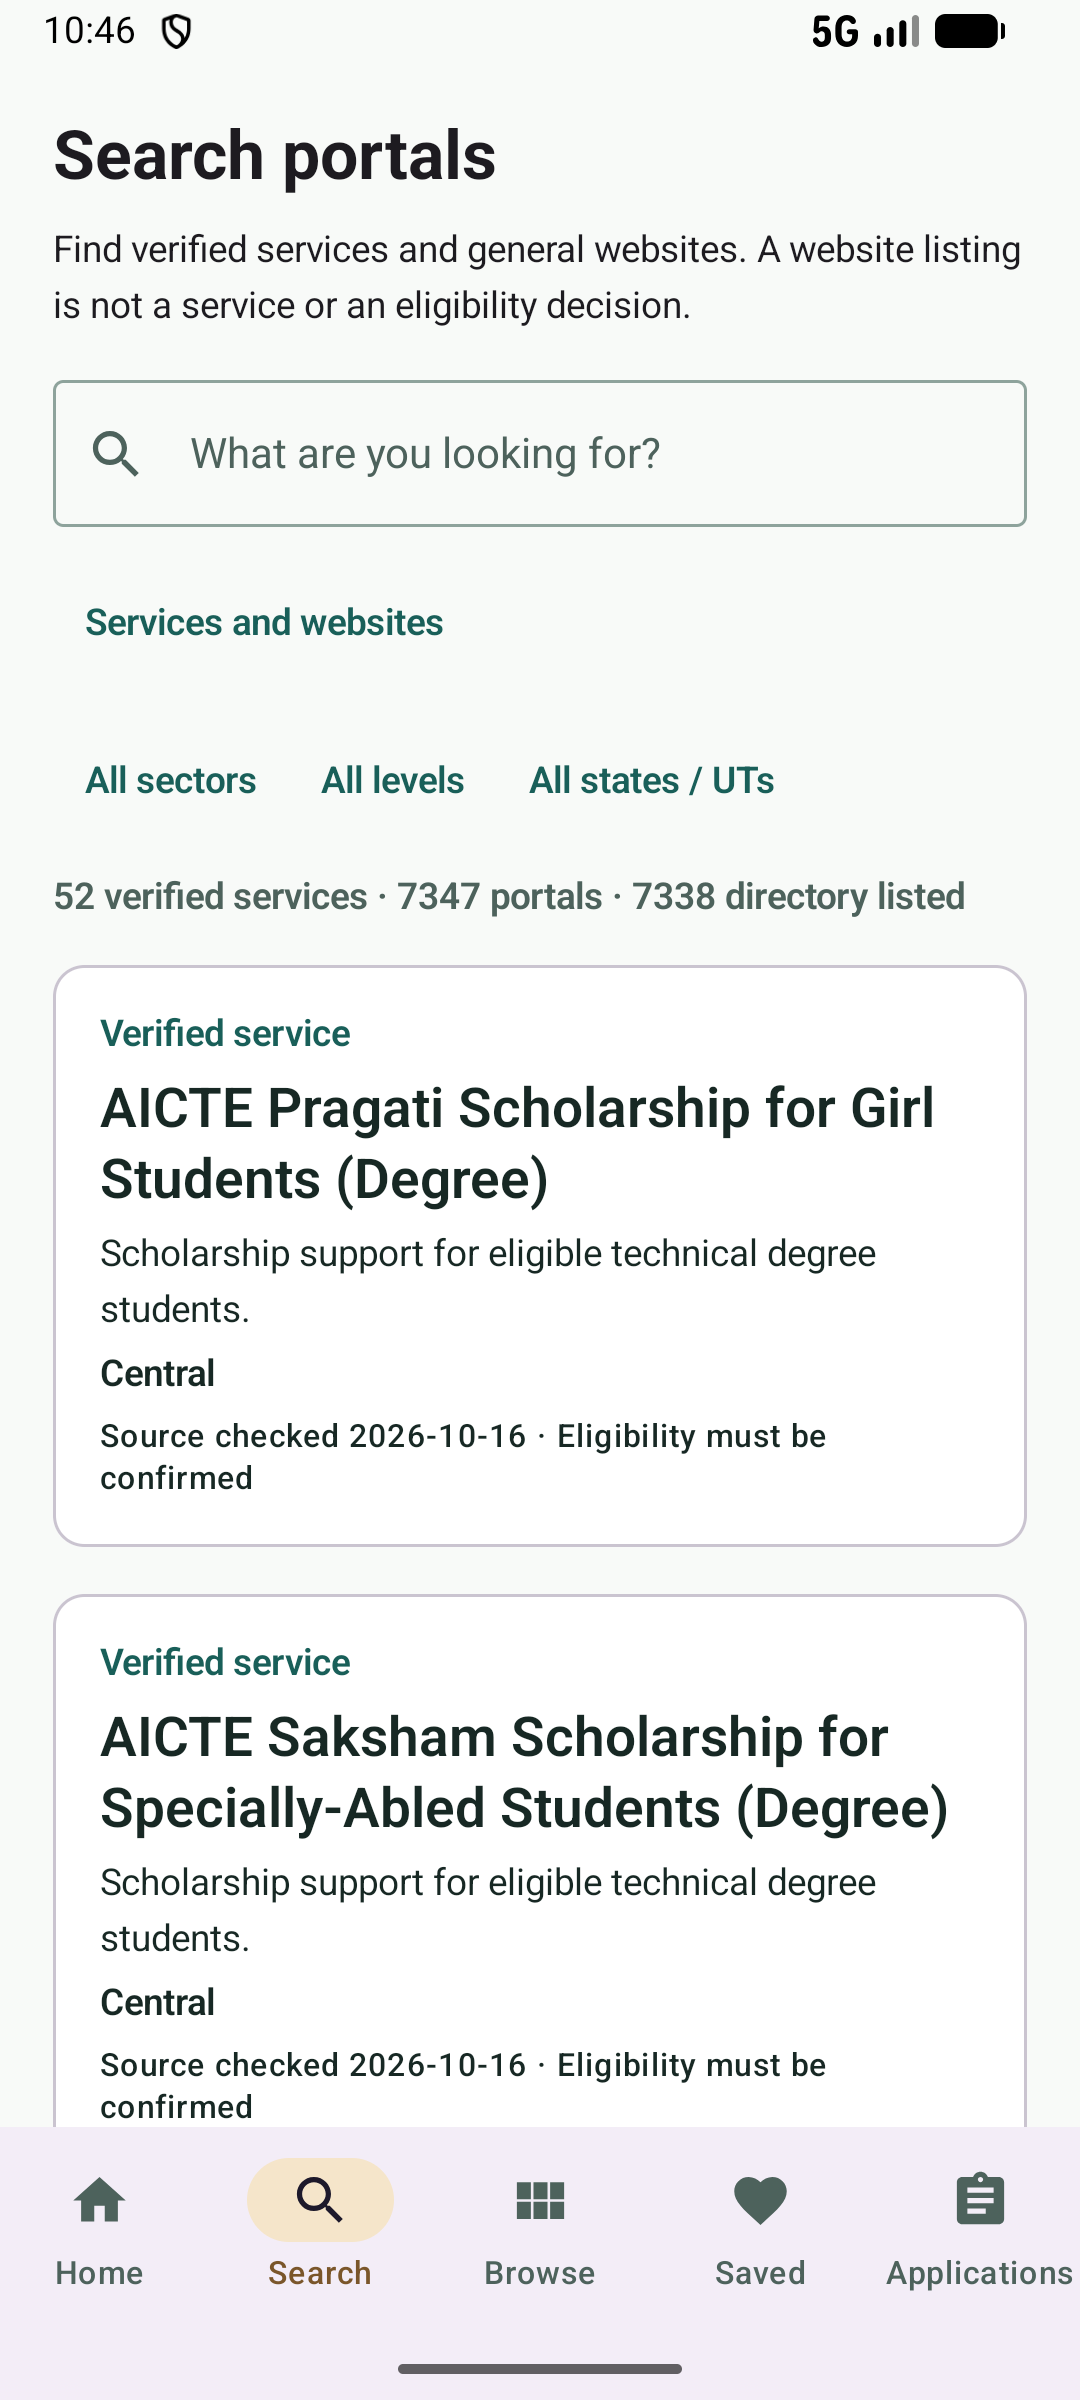 10:46
5G
Search portals
Find verified services and general websites. A website listing
is not a service or an eligibility decision.
What are you looking for?
Services and websites
All sectors
All levels
All states / UTs
52 verified services · 7347 portals · 7338 directory listed
Verified service
AICTE Pragati Scholarship for Girl
Students (Degree)
Scholarship support for eligible technical degree
students.
Central
Source checked 2026-10-16 · Eligibility must be
confirmed
Verified service
AICTE Saksham Scholarship for
Specially-Abled Students (Degree)
Scholarship support for eligible technical degree
students.
Central
Source checked 2026-10-16 · Eligibility must be
confirmed
Home
Search
Browse
Saved
Applications